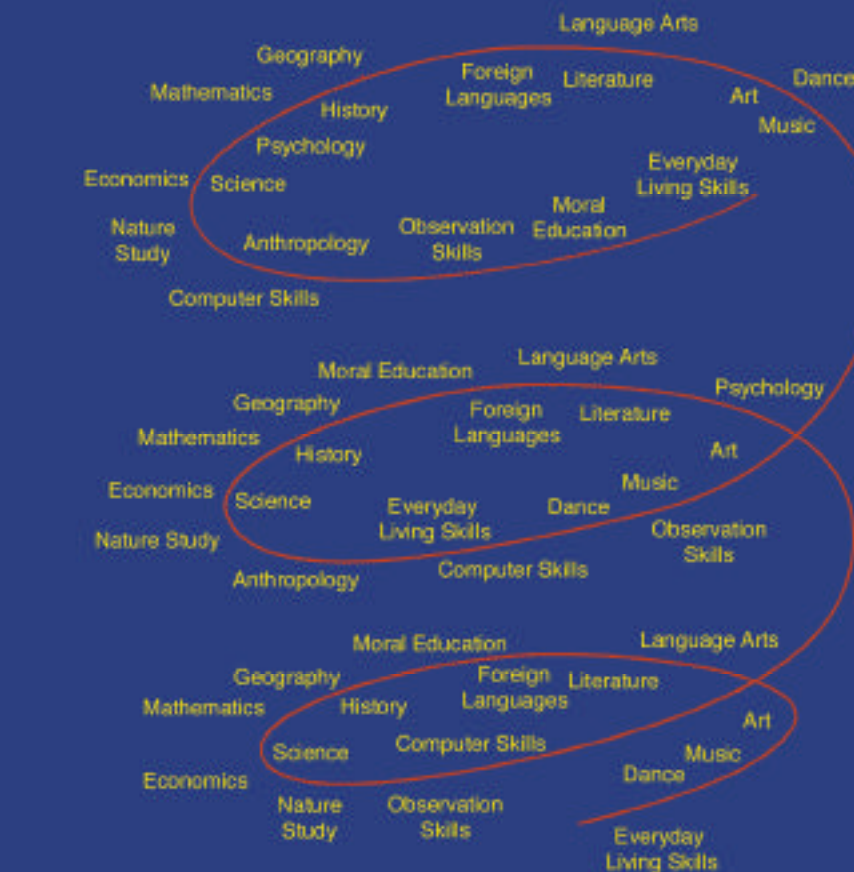 Language Arts
Geography
Foreign
Languages
Literature
Dance
Mathematics
History
Art
Music
Psychology
Everyday
Living Skills
Economics
Science
Moral
Education
Nature
Study
Anthropology
Observation
Skills
Computer Skills
Language Arts
Moral Education
Psychology
Geography
Foreign
Languages
Literature
Mathematics
History
Art
Economics
Science
Music
Everyday
Living Skills
Dance
Nature Study
Observation
Skills
Anthropology
Computer Skills
Moral Education
Language Arts
Geography
Foreign
Languages
Literature
Mathematics
History
Art
Science
Computer Skills
Music
Dance
Economics
Nature
Study
Observation
Skills
Everyday
Living Skills